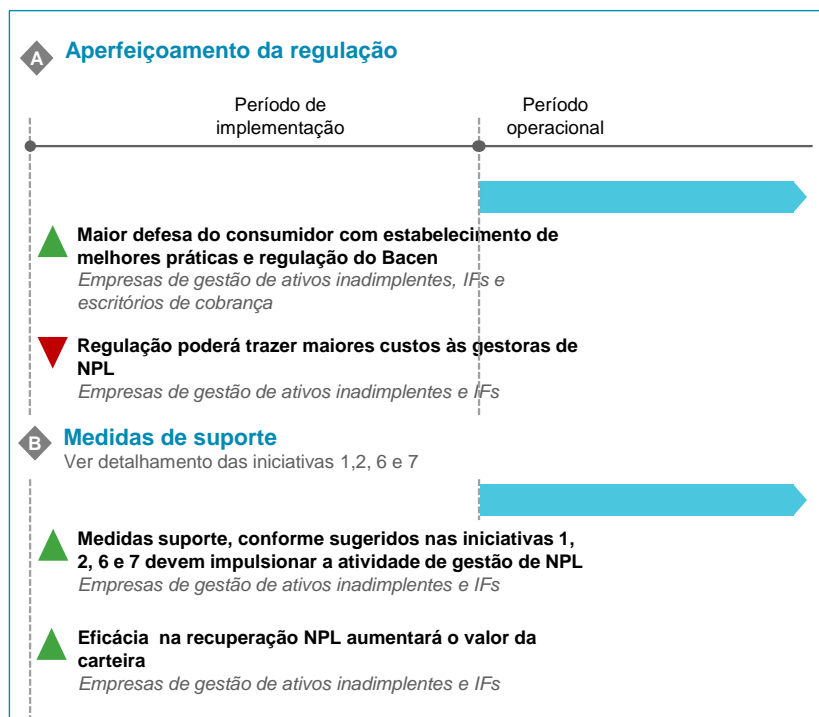 A Aperfeiçoamento da regulação
Período de
implementação
Período
operacional
Maior defesa do consumidor com estabelecimento de
melhores práticas e regulação do Bacen
Empresas de gestão de ativos inadimplentes, IFs e
escritórios de cobrança
Regulação poderá trazer maiores custos às gestoras de
NPL
Empresas de gestão de ativos inadimplentes e IFs
B Medidas de suporte
Ver detalhamento das iniciativas 1,2, 6 e 7
Medidas suporte, conforme sugeridos nas iniciativas 1,
2, 6 e 7 devem impulsionar a atividade de gestão de NPL
Empresas de gestão de ativos inadimplentes e IFs
Eficácia na recuperação NPL aumentará o valor da
carteira
Empresas de gestão de ativos inadimplentes e IFs